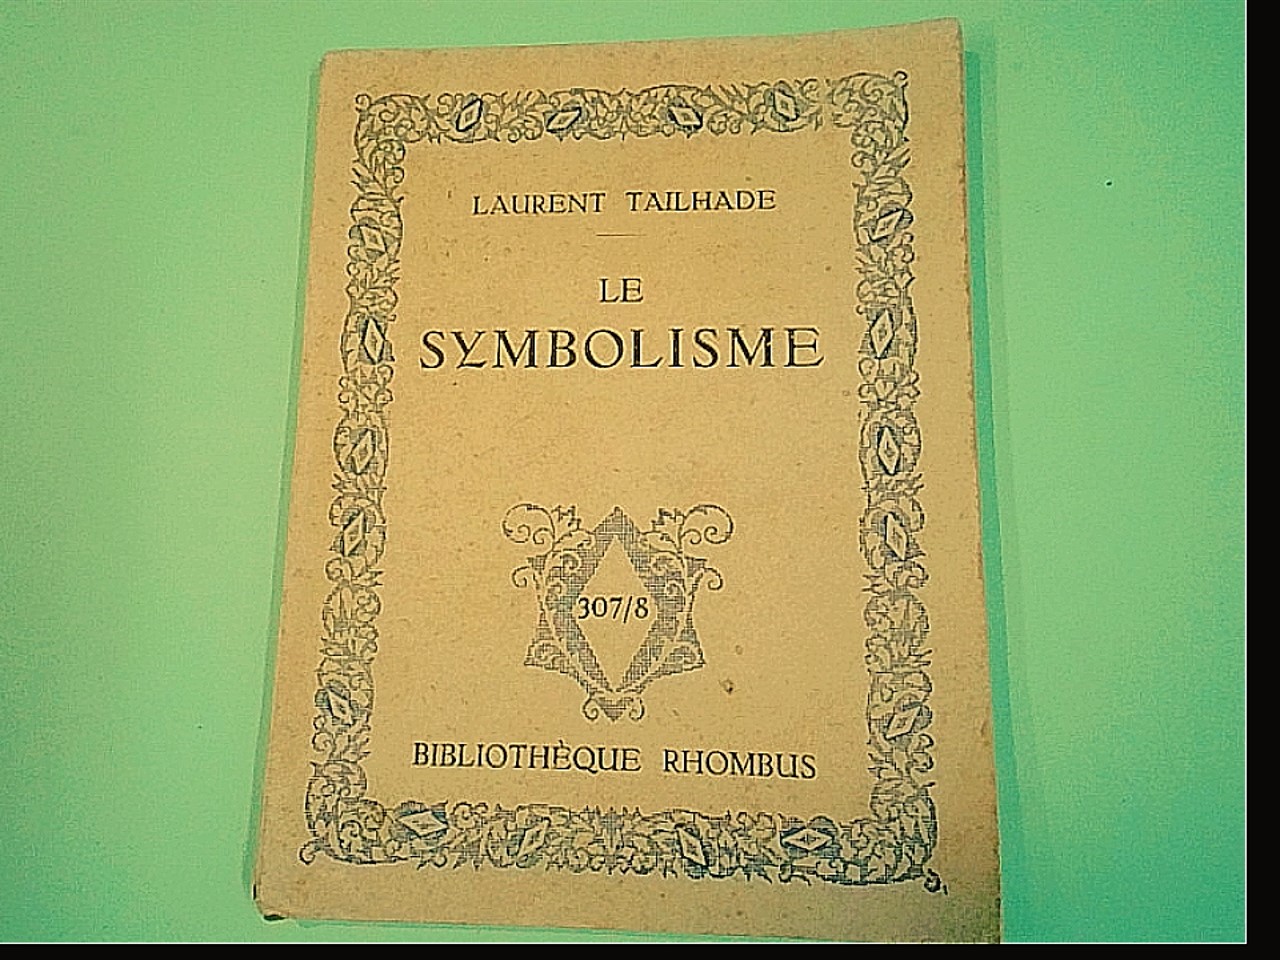 LAURENT TAILHADE
LE
SYMBOLISME
307/8
BIBLIOTHÈQUE RHOMBUS